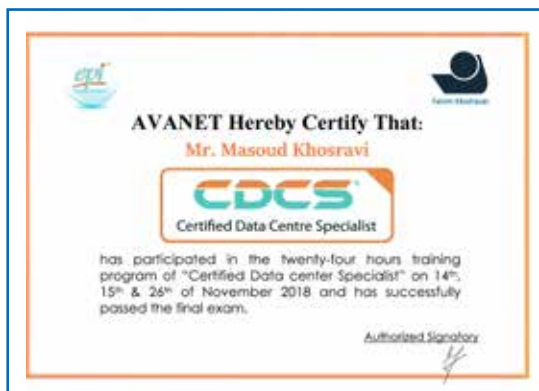 epi
AVANET Hereby Certify That:
Mr. Masoud Khosravi
CDCS
Certified Data Centre Specialist
has participated in the twenty-four hours training
program of "Certified Data center Specialist" on 14th,
15th & 26th of November 2018 and has successfully
passed the final exam.
Authorized Signatory